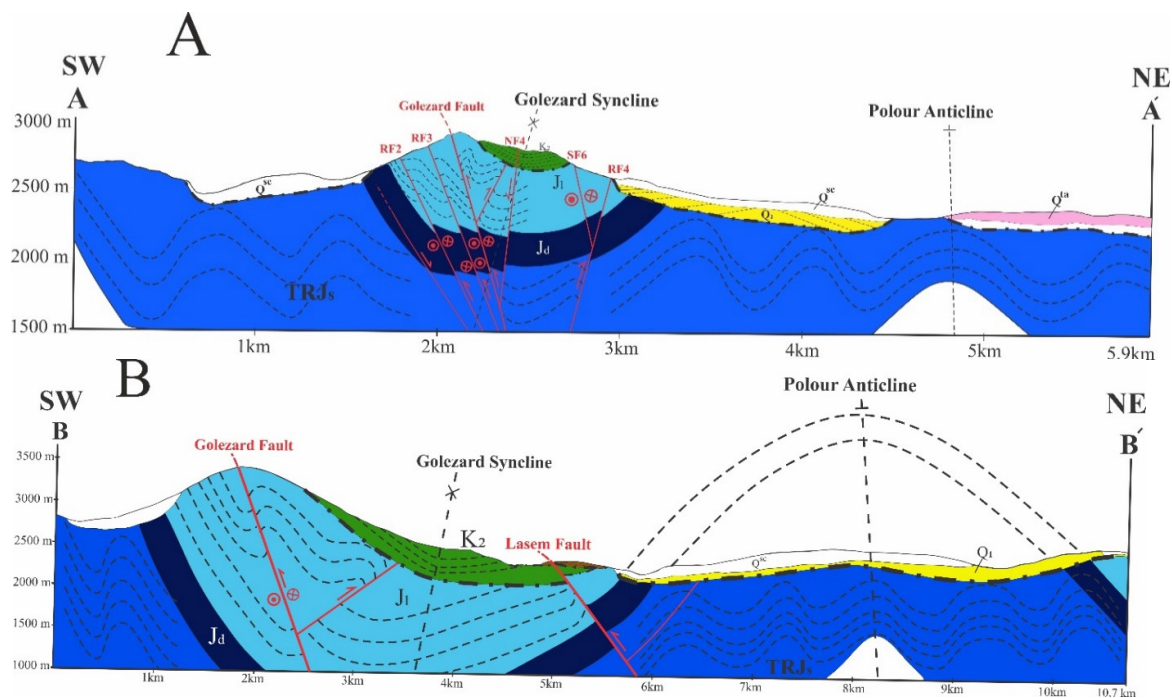 A
SW
A
NE
A'
Golezard Fault
Golezard Syncline
Polour Anticline
3000 m
2500 m
2000 m
1500 m
RF2
RF3
NF4
SF6
RF4
K2
Jl
Jd
TRJs
Qsc
Qsc
Q1
Qta
1km
2km
3km
4km
5km
5.9km
B
SW
B
NE
B
Polour Anticline
Golezard Fault
Golezard Syncline
Lasem Fault
3500 m
3000 m
2500 m
2000 m
1500 m
1000 m
K2
Jl
Jd
TRJs
Qsc
Q1
1km
2km
3km
4km
5km
6km
7km
8km
9km
10km
10.7km